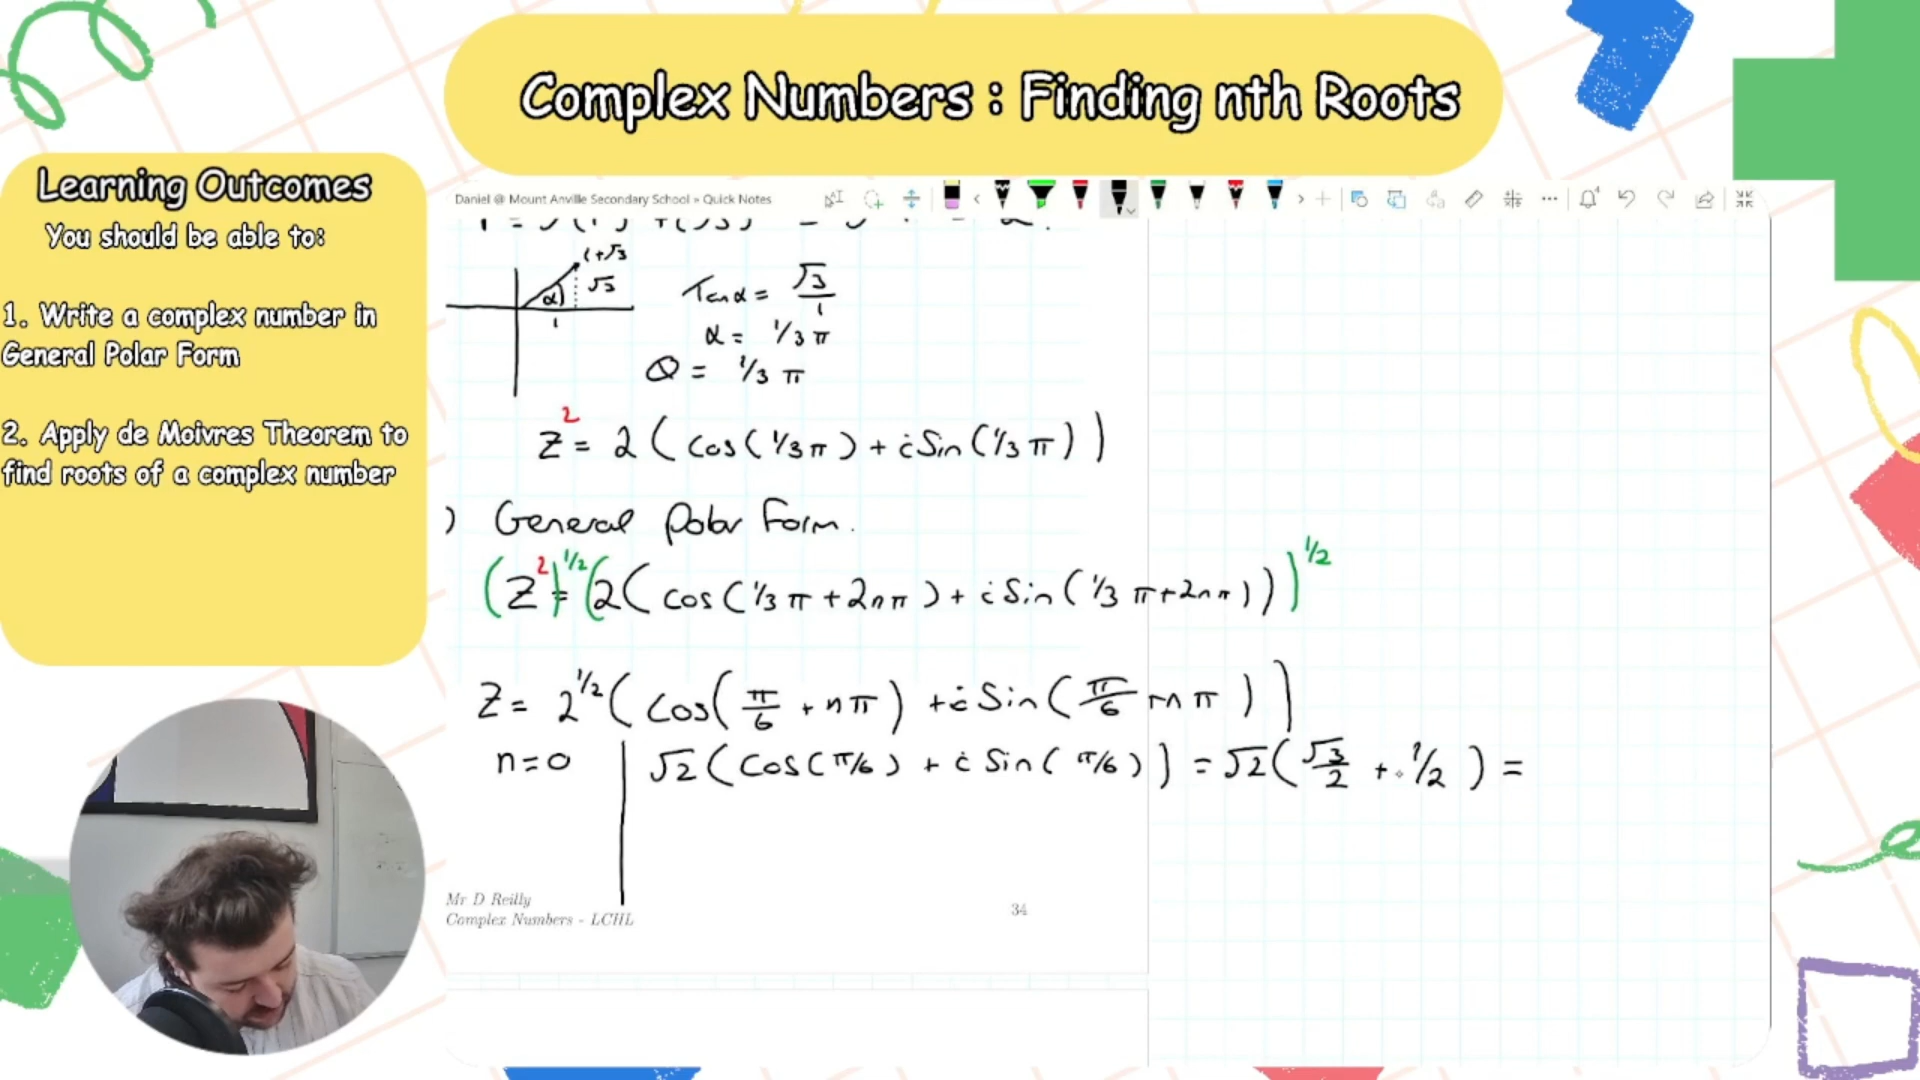 Complex Numbers : Finding nth Roots
Learning Outcomes
You should be able to:
1. Write a complex number in
General Polar Form
2. Apply de Moivres Theorem to
find roots of a complex number
Daniel @ Mount Anville Secondary School » Quick Notes
1+√3
α
√3
1
Tanα = √3/1
α = 1/3 π
θ = 1/3 π
z² = 2 ( cos(1/3 π) + i Sin(1/3 π))
) General Polar Form.
(z²)^1/2 = (2( cos(1/3 π + 2nπ) + i Sin(1/3 π + 2nπ)))^1/2
z = 2^1/2 ( cos(π/6 + nπ) + i Sin(π/6 + nπ))
n=0 | √2 ( cos(π/6) + i Sin(π/6)) = √2 ( √3/2 + 1/2 ) =
Mr D Reilly
Complex Numbers - LCHL
34